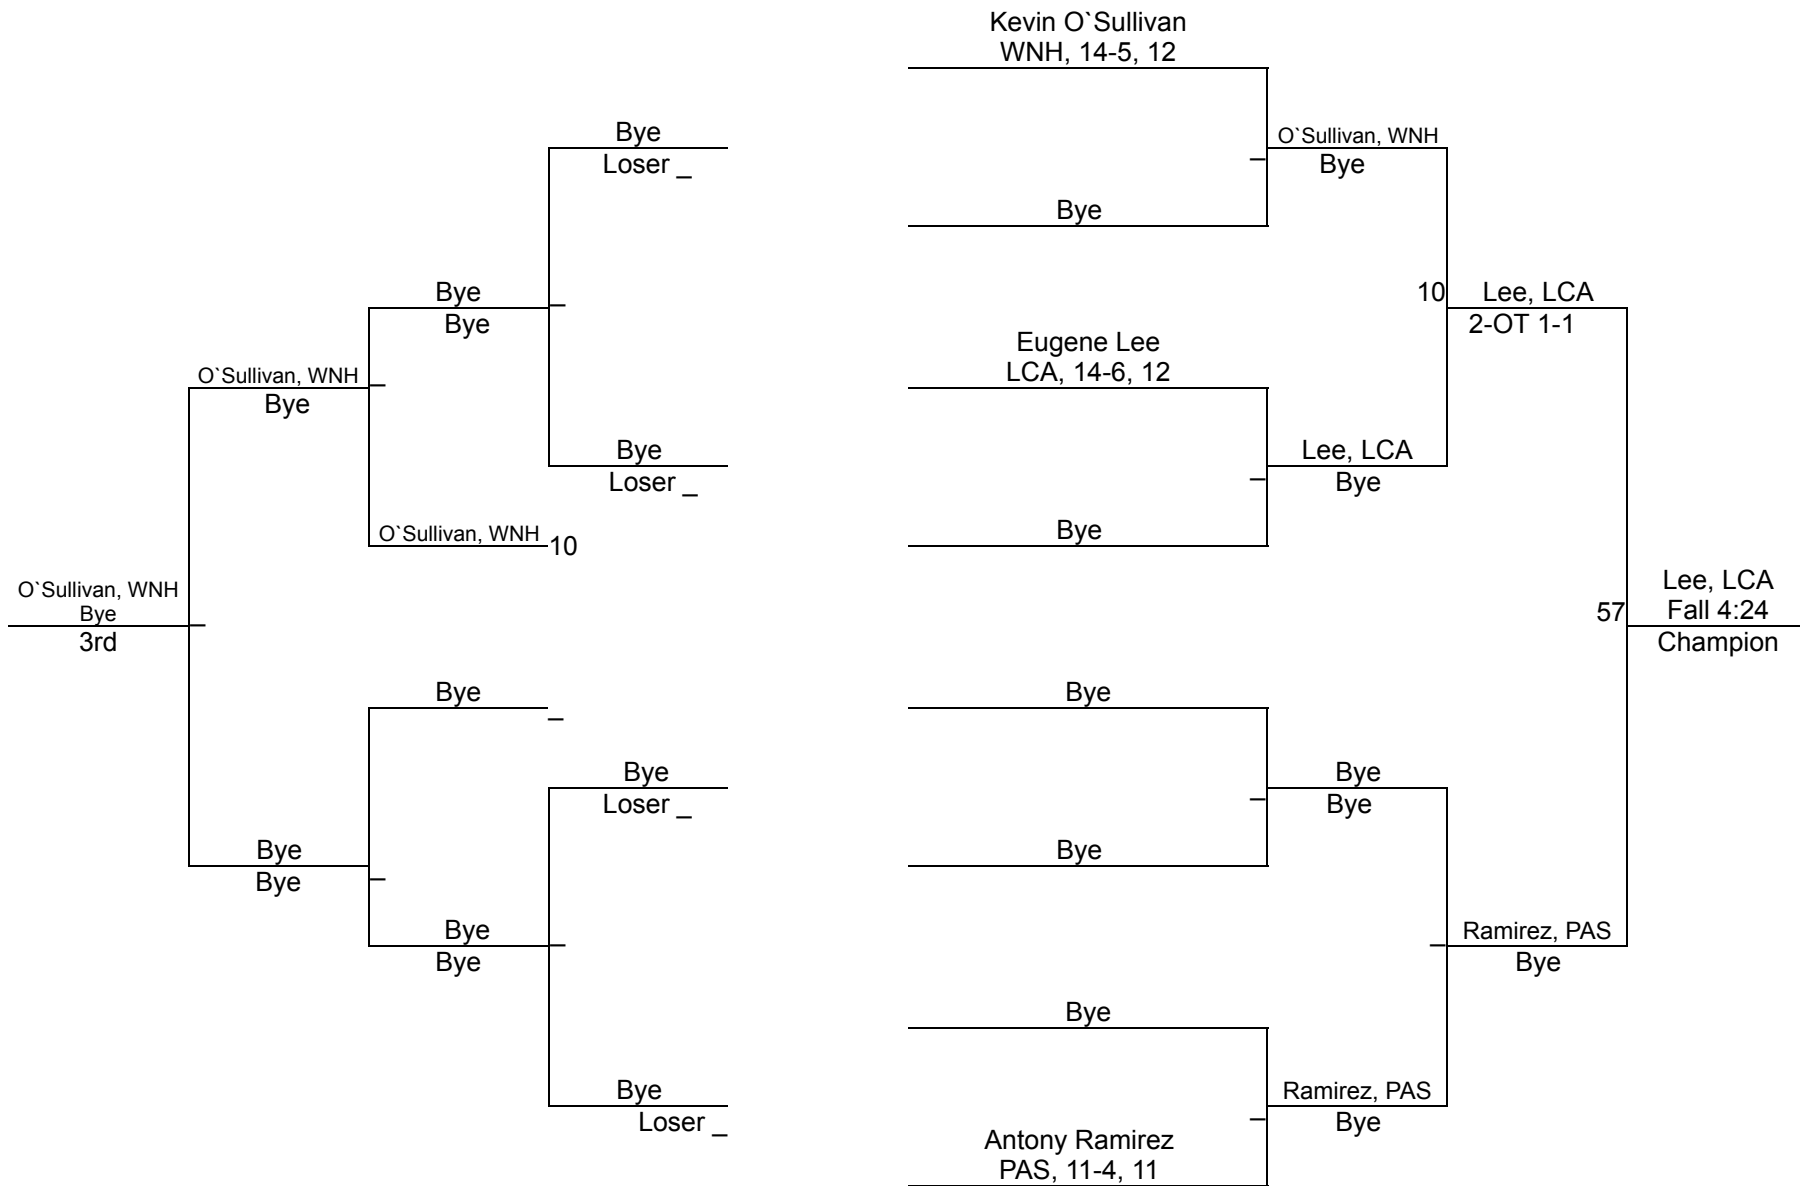 Kevin O`Sullivan
WNH, 14-5, 12
Bye
Loser _
O`Sullivan, WNH
_
Bye
Bye
Bye
_
Bye
10
Lee, LCA
2-OT 1-1
Eugene Lee
LCA, 14-6, 12
O`Sullivan, WNH
_
Bye
Bye
Loser _
Lee, LCA
_
Bye
O`Sullivan, WNH
10
Bye
O`Sullivan, WNH
Bye
_
3rd
57
Lee, LCA
Fall 4:24
Champion
Bye
_
Bye
Bye
Loser _
Bye
_
Bye
Bye
Bye
_
Bye
Bye
Bye
_
Bye
_
Ramirez, PAS
Bye
Bye
Bye
Loser _
Ramirez, PAS
_
Bye
Antony Ramirez
PAS, 11-4, 11